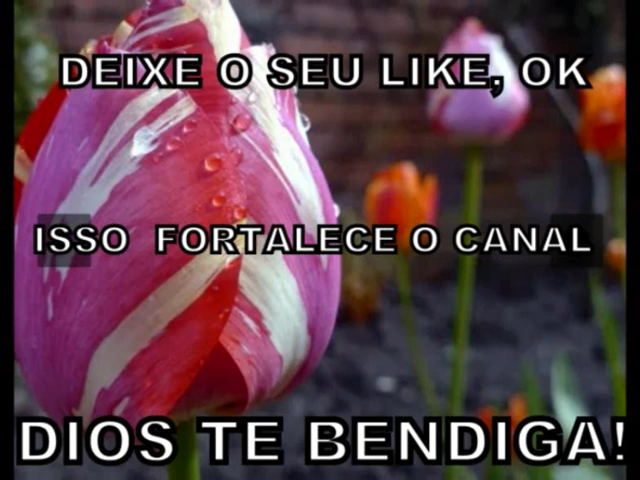 DEIXE O SEU LIKE, OK
ISSO FORTALECE O CANAL
DIOS TE BENDIGA!